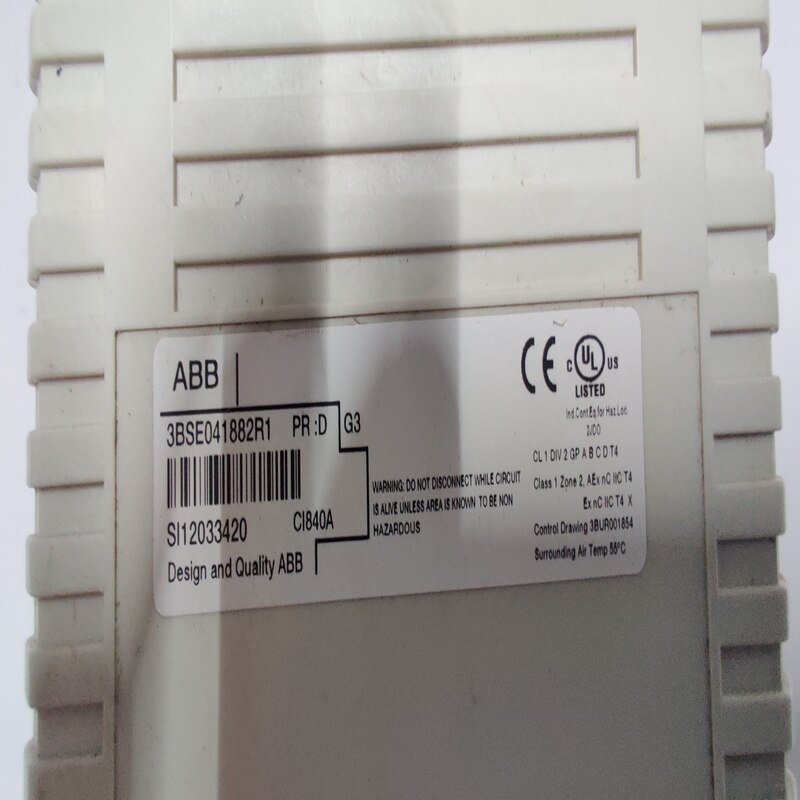 ABB
3BSE041882R1 PR :D G3
SI12033420 CI840A
Design and Quality ABB
WARNING: DO NOT DISCONNECT WHILE CIRCUIT
IS ALIVE UNLESS AREA IS KNOWN TO BE NON
HAZARDOUS
CE
C UL US
LISTED
Ind.Cont.Eq.for Haz.Loc.
2JD0
CL 1 DIV 2 GP A B C D T4
Class 1 Zone 2, AEx nC IIC T4
Ex nC IIC T4 X
Control Drawing 3BUR001854
Surrounding Air Temp 55°C